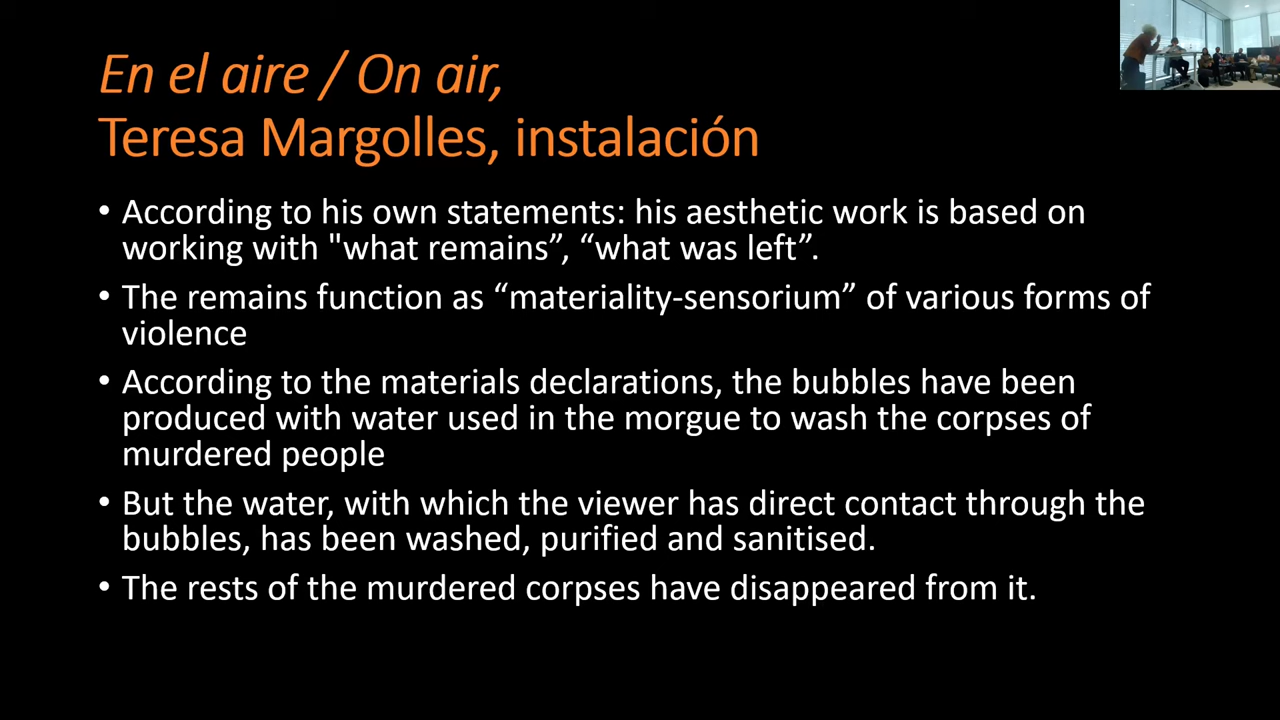 En el aire / On air,
Teresa Margolles, instalación
• According to his own statements: his aesthetic work is based on
working with "what remains”, “what was left”.
• The remains function as “materiality-sensorium” of various forms of
violence
• According to the materials declarations, the bubbles have been
produced with water used in the morgue to wash the corpses of
murdered people
• But the water, with which the viewer has direct contact through the
bubbles, has been washed, purified and sanitised.
• The rests of the murdered corpses have disappeared from it.